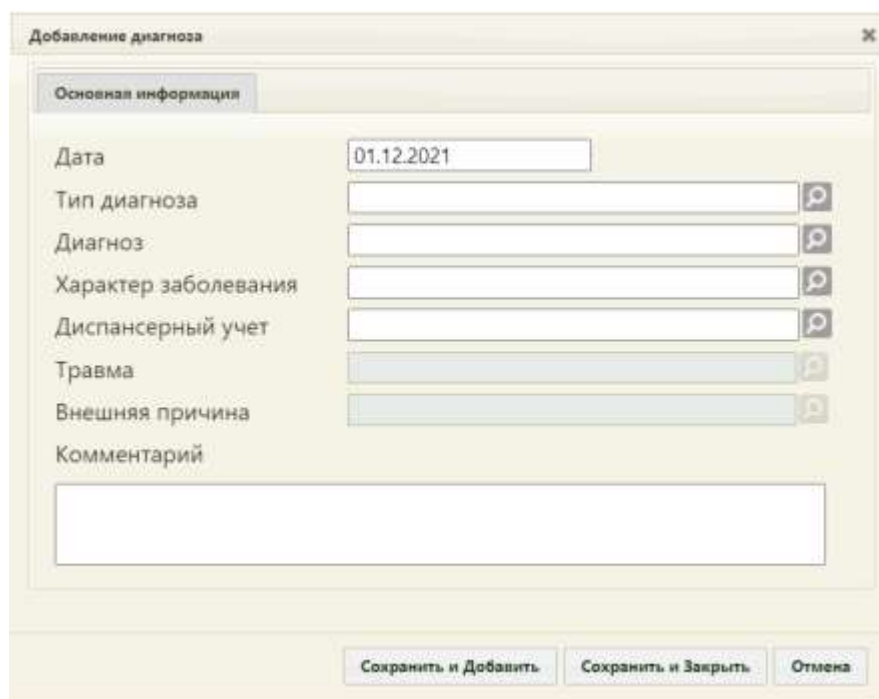 Добавление диагноза
Основная информация
Дата 01.12.2021
Тип диагноза
Диагноз
Характер заболевания
Диспансерный учет
Травма
Внешняя причина
Комментарий
Сохранить и Добавить Сохранить и Закрыть Отмена